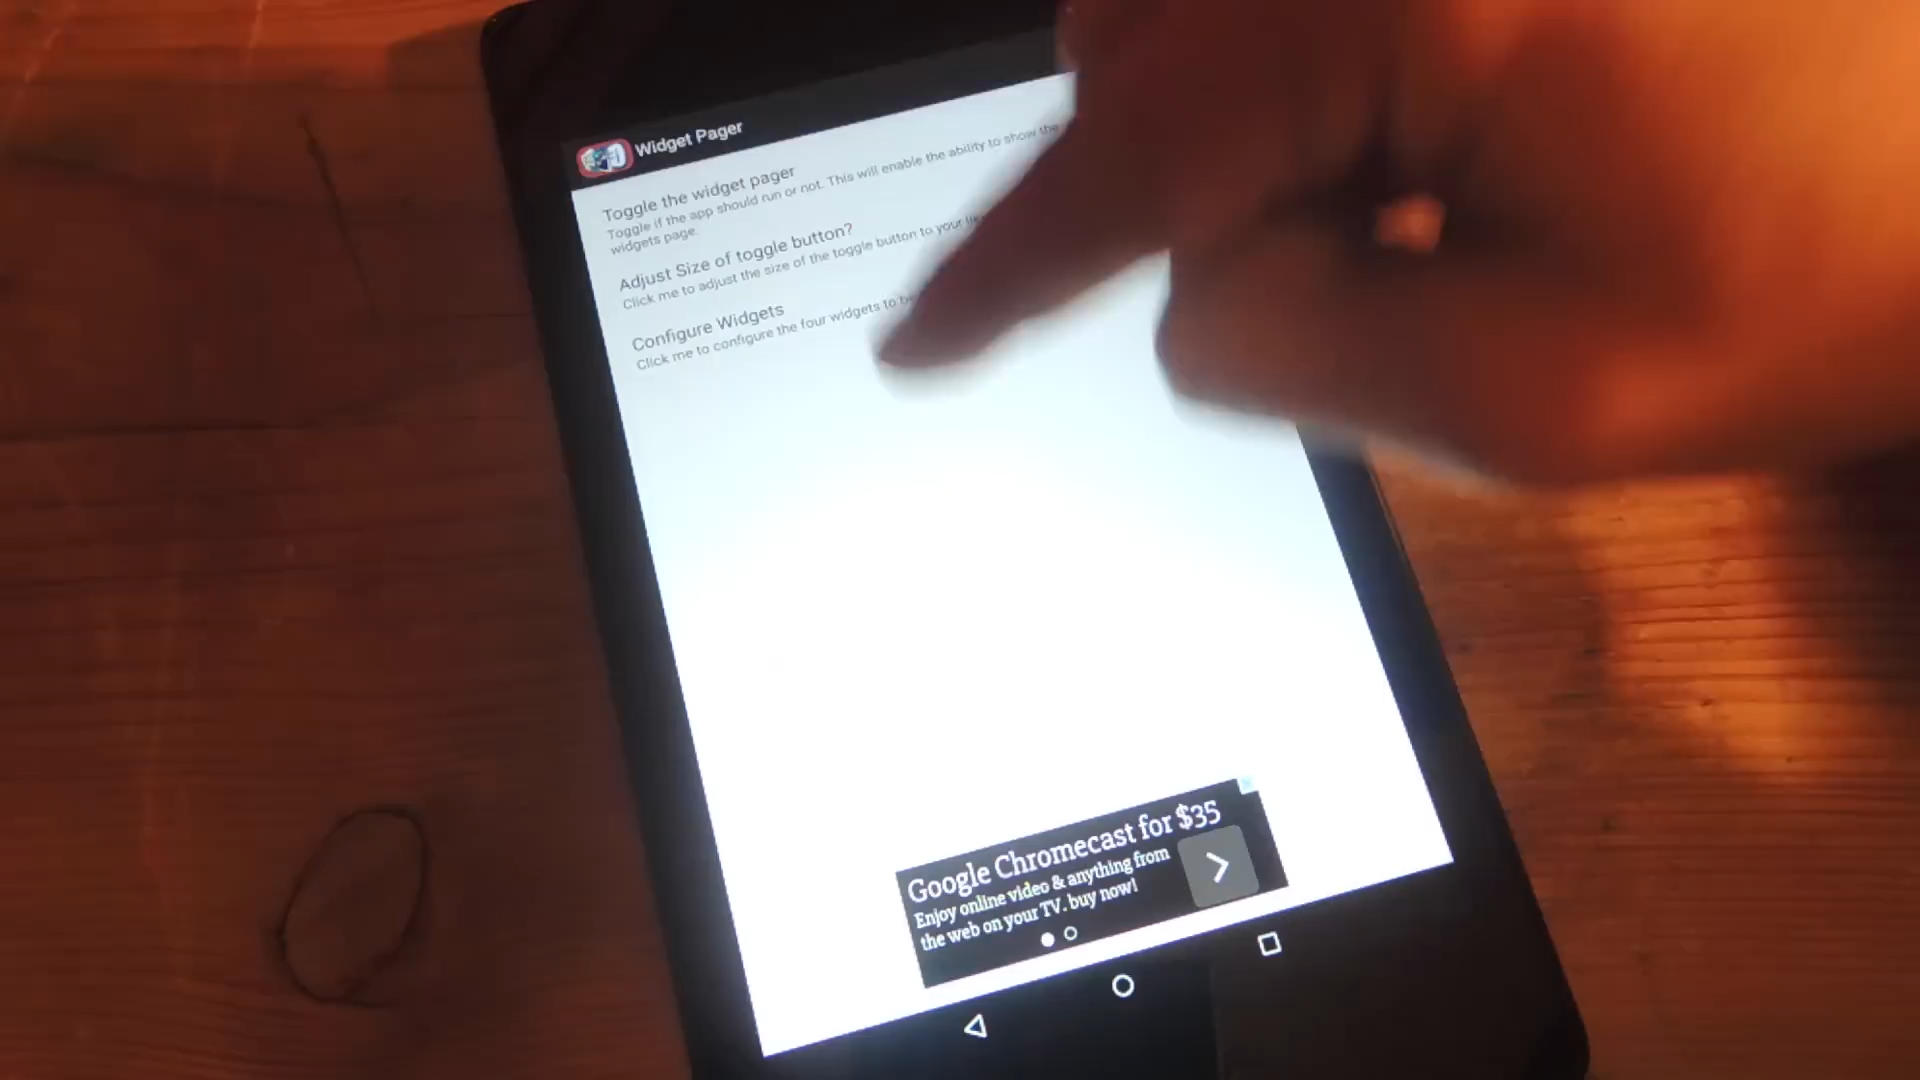 Widget Pager
Toggle the widget pager
Toggle if the app should run or not. This will enable the ability to show the
widgets page.
Adjust Size of toggle button?
Click me to adjust the size of the toggle button to your
Configure Widgets
Click me to configure the four widgets to
Google Chromecast for $35
Enjoy online video & anything from
the web on your TV. buy now!